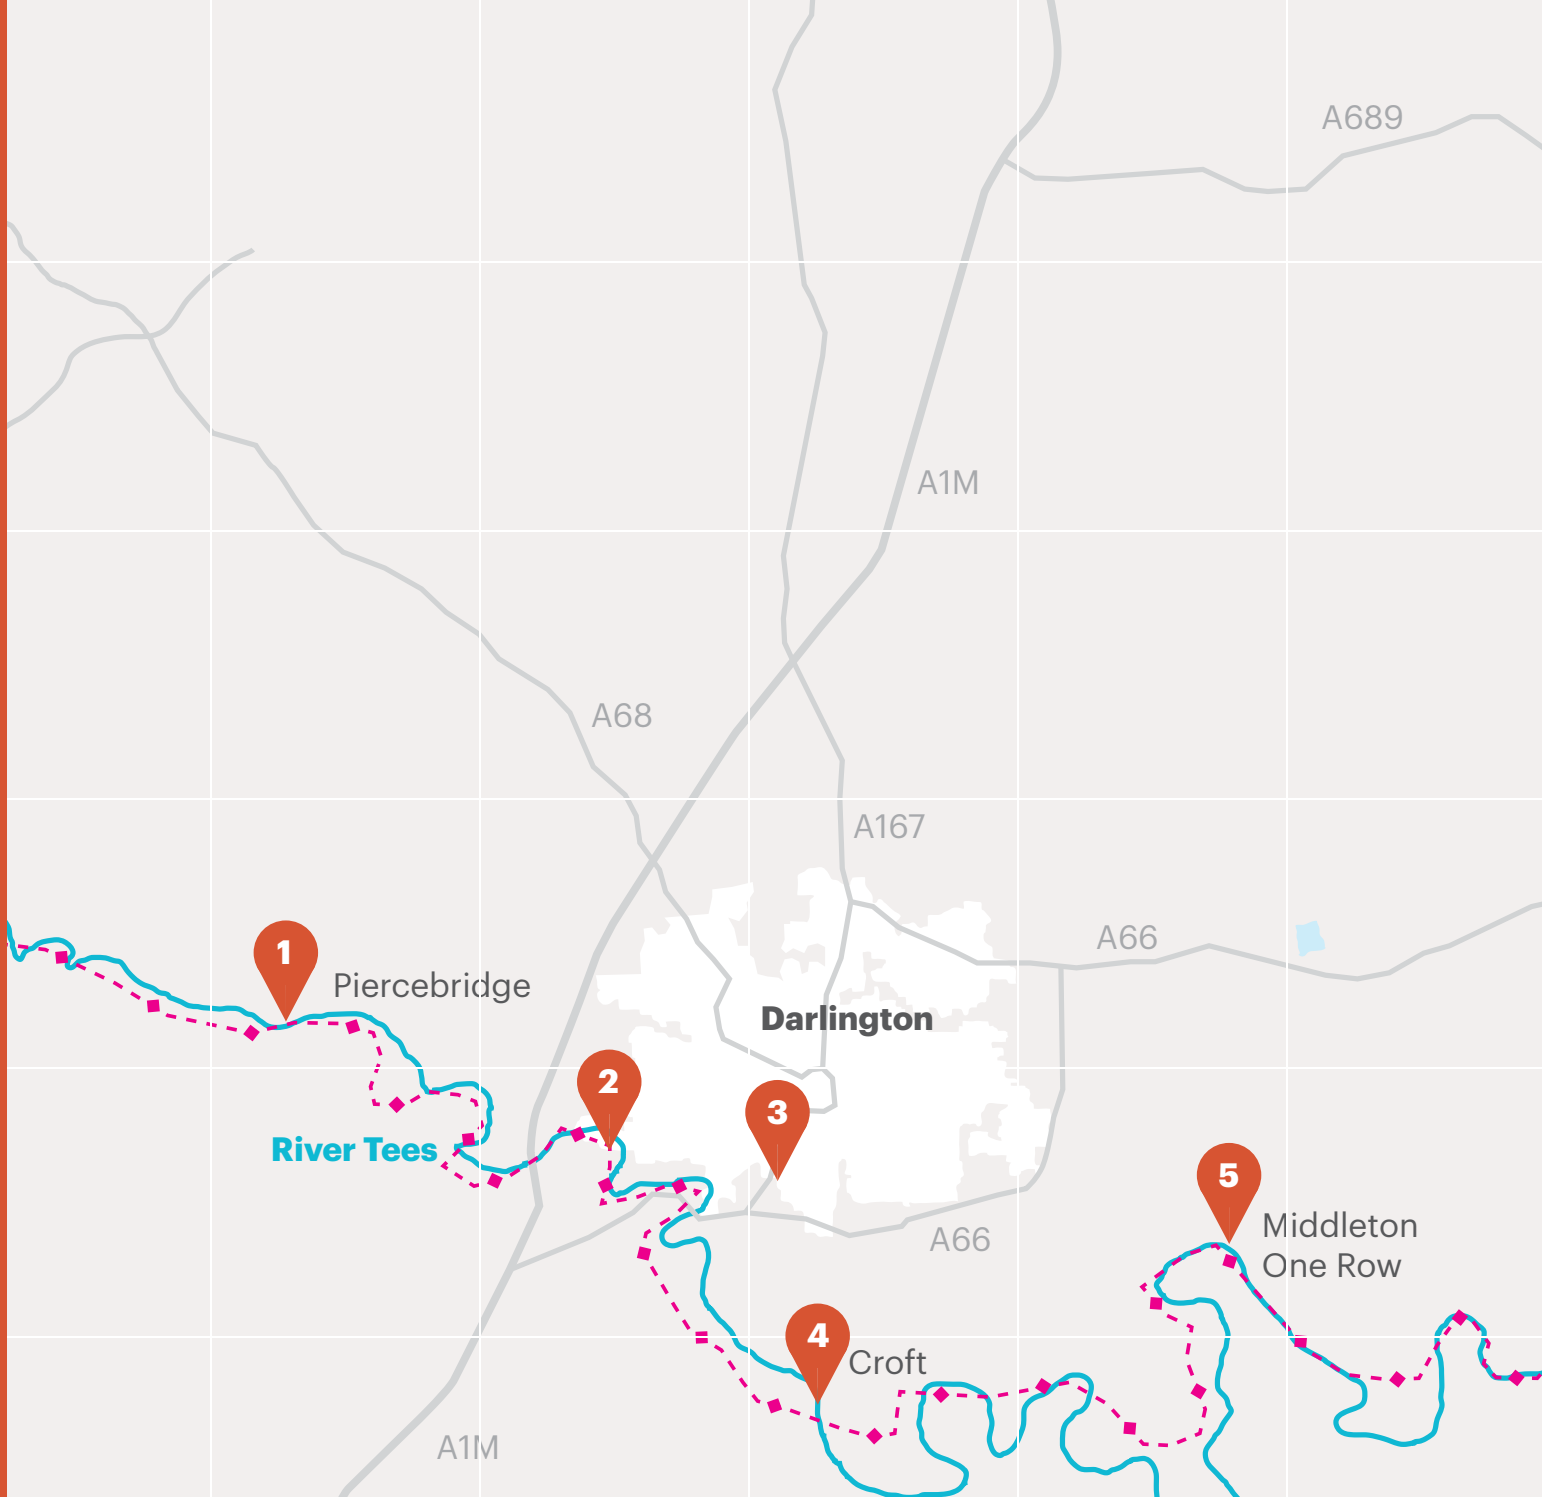 A689
A1M
A68
A167
A66
1
Piercebridge
Darlington
2
3
River Tees
5
Middleton
One Row
A66
4
Croft
A1M